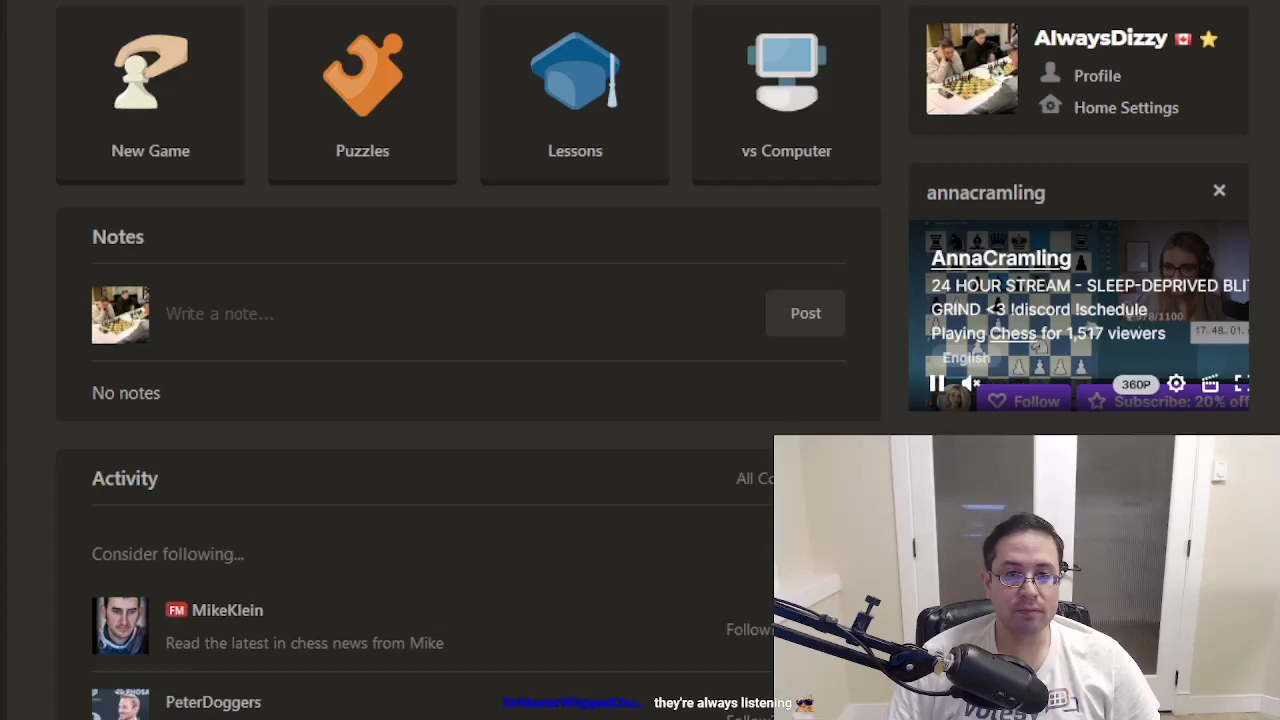 New Game
Puzzles
Lessons
vs Computer
AlwaysDizzy
Profile
Home Settings
Notes
Write a note...
Post
No notes
annacramling
AnnaCramling
24 HOUR STREAM - SLEEP-DEPRIVED BLIT
GRIND <3 !discord !schedule
Playing Chess for 1,517 viewers
English
360P
Follow
Subscribe: 20% off
Activity
All Co
Consider following...
FM MikeKlein
Read the latest in chess news from Mike
Follow
PeterDoggers
they're always listening